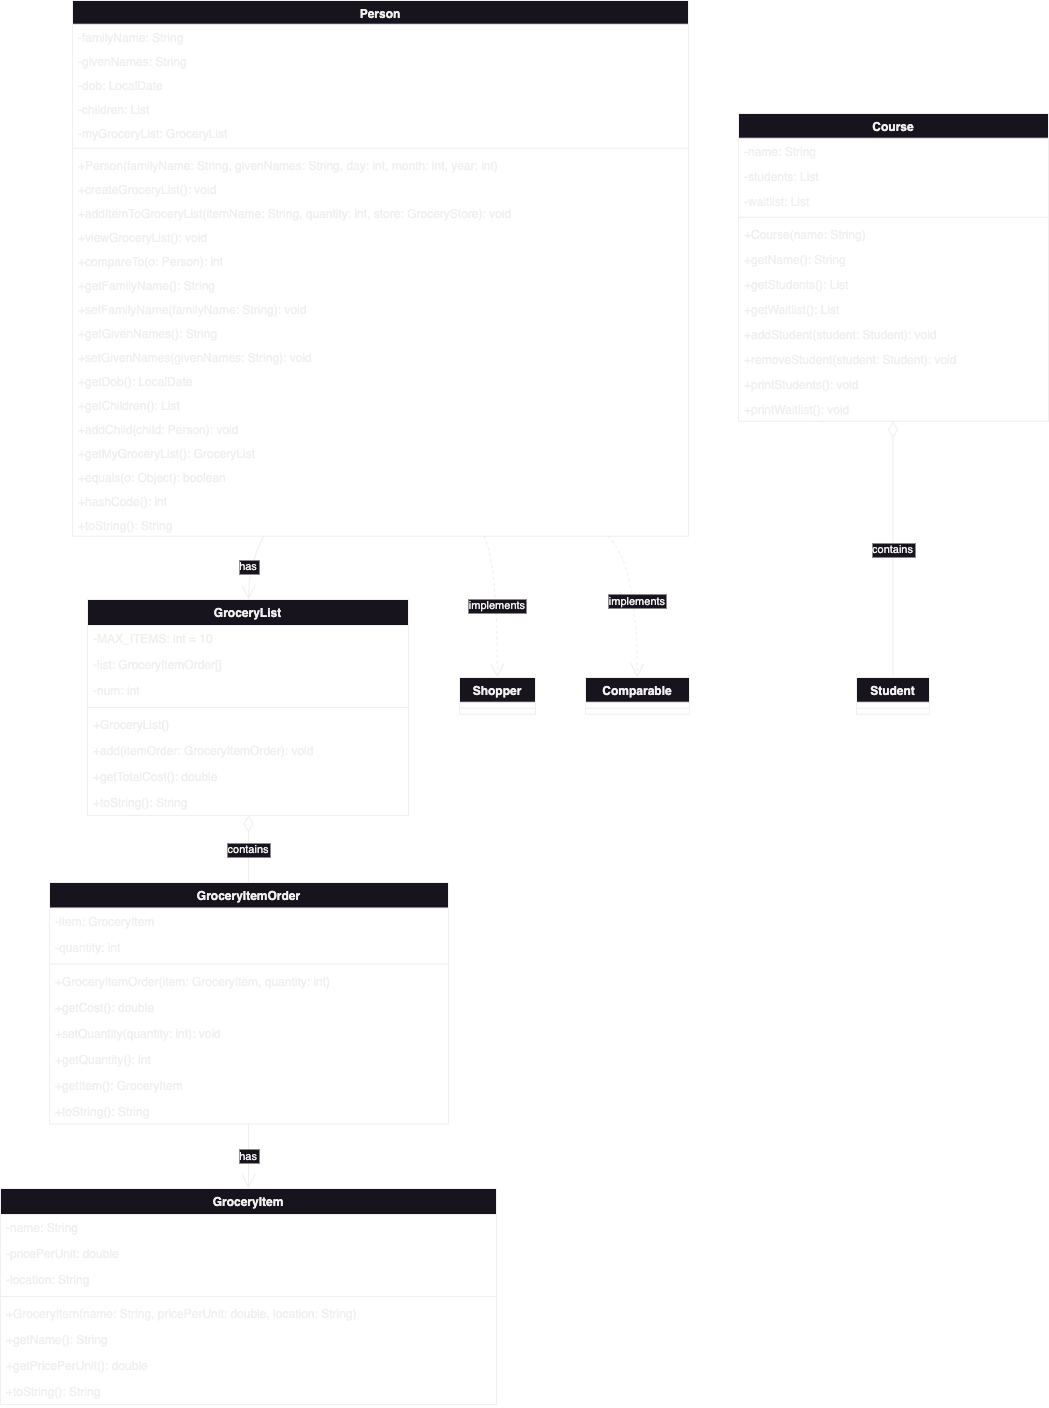 Person
-familyName: String
-givenNames: String
-dob: LocalDate
-children: List
-myGroceryList: GroceryList
+Person(familyName: String, givenNames: String, day: int, month: int, year: int)
+createGroceryList(): void
+addItemToGroceryList(itemName: String, quantity: int, store: GroceryStore): void
+viewGroceryList(): void
+compareTo(o: Person): int
+getFamilyName(): String
+setFamilyName(familyName: String): void
+getGivenNames(): String
+setGivenNames(givenNames: String): void
+getDob(): LocalDate
+getChildren(): List
+addChild(child: Person): void
+getMyGroceryList(): GroceryList
+equals(o: Object): boolean
+hashCode(): int
+toString(): String
Course
-name: String
-students: List
-waitlist: List
+Course(name: String)
+getName(): String
+getStudents(): List
+getWaitlist(): List
+addStudent(student: Student): void
+removeStudent(student: Student): void
+printStudents(): void
+printWaitlist(): void
has
implements
implements
contains
GroceryList
-MAX_ITEMS: int = 10
-list: GroceryItemOrder[]
-num: int
+GroceryList()
+add(itemOrder: GroceryItemOrder): void
+getTotalCost(): double
+toString(): String
Shopper
Comparable
Student
contains
GroceryItemOrder
-item: GroceryItem
-quantity: int
+GroceryItemOrder(item: GroceryItem, quantity: int)
+getCost(): double
+setQuantity(quantity: int): void
+getQuantity(): int
+getItem(): GroceryItem
+toString(): String
has
GroceryItem
-name: String
-pricePerUnit: double
-location: String
+GroceryItem(name: String, pricePerUnit: double, location: String)
+getName(): String
+getPricePerUnit(): double
+toString(): String